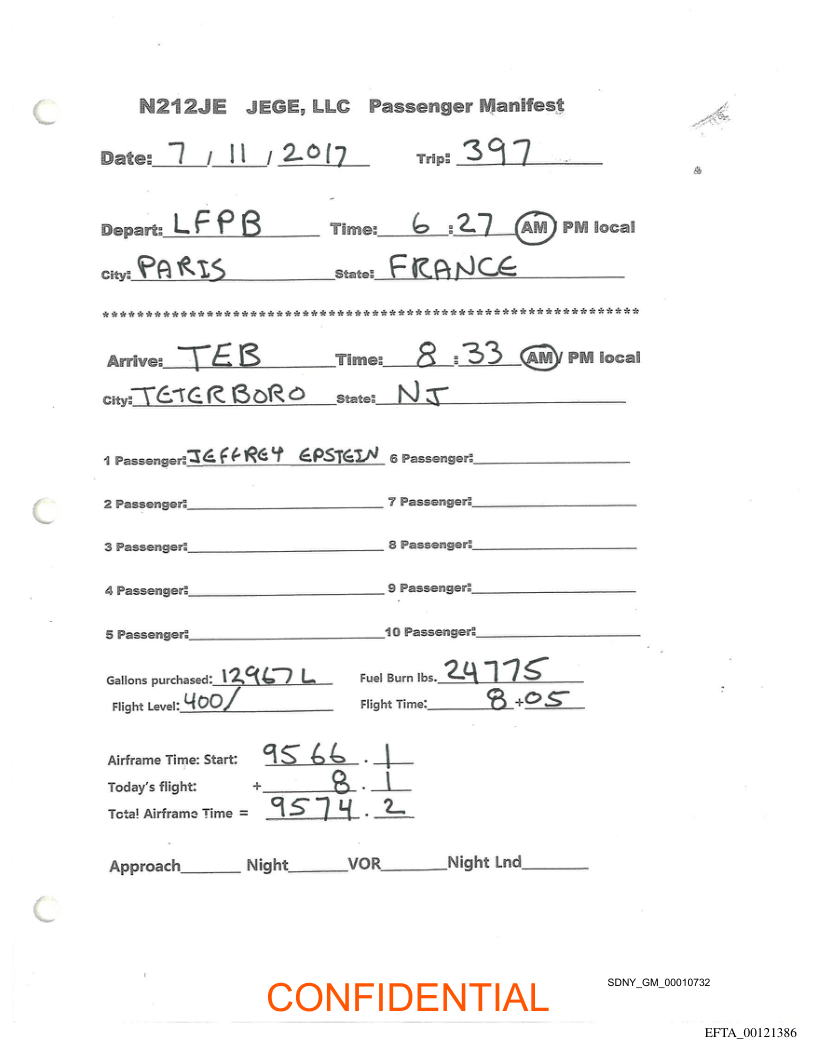 N212JE JEGE, LLC Passenger Manifest
Date: 7 / 11 / 2017 Trip: 397
Depart: LFPB Time: 6 : 27 AM PM local
City: PARIS State: FRANCE
***************************************************************
Arrive: TEB Time: 8 : 33 AM/ PM local
City: TETERBORO State: NJ
1 Passenger: JEFFREY EPSTEIN 6 Passenger:
2 Passenger: 7 Passenger:
3 Passenger: 8 Passenger:
4 Passenger: 9 Passenger:
5 Passenger: 10 Passenger:
Gallons purchased: 12967 L Fuel Burn lbs. 24775
Flight Level: 400/ Flight Time: 8 + 05
Airframe Time: Start: 9566 . 1
Today's flight: + 8 . 1
Total Airframe Time = 9574 . 2
Approach Night VOR Night Lnd
SDNY_GM_00010732
CONFIDENTIAL
EFTA_00121386